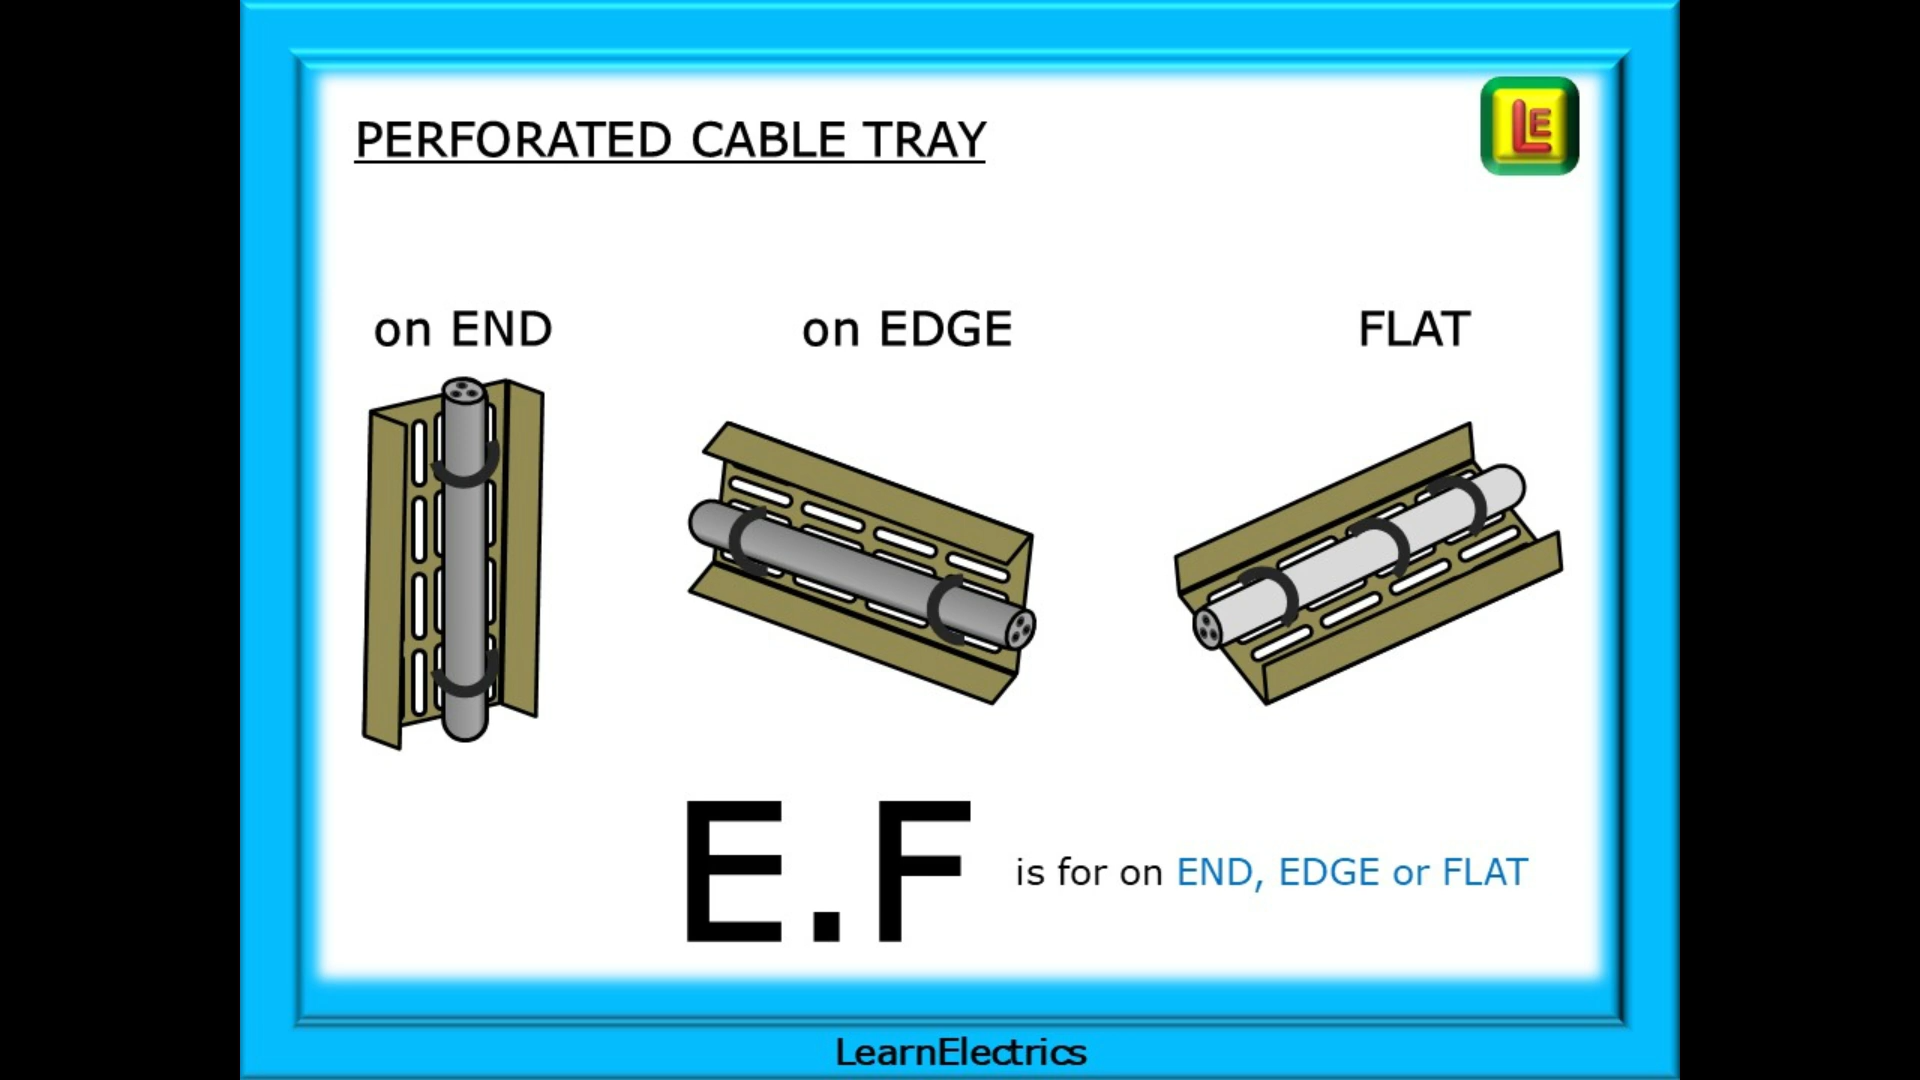 PERFORATED CABLE TRAY
LE
on END
on EDGE
FLAT
E.F is for on END, EDGE or FLAT
LearnElectrics